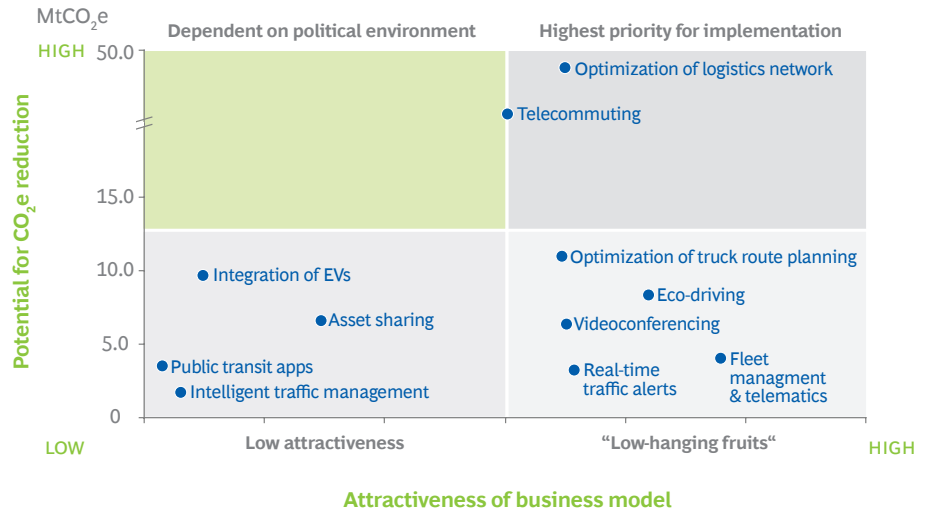 MtCO2e
Dependent on political environment
Highest priority for implementation
HIGH
50.0
Optimization of logistics network
Telecommuting
Potential for CO2e reduction
15.0
Optimization of truck route planning
10.0
Integration of EVs
Eco-driving
Asset sharing
Videoconferencing
5.0
Public transit apps
Real-time
traffic alerts
Fleet
managment
& telematics
Intelligent traffic management
0
LOW
Low attractiveness
“Low-hanging fruits“
HIGH
Attractiveness of business model